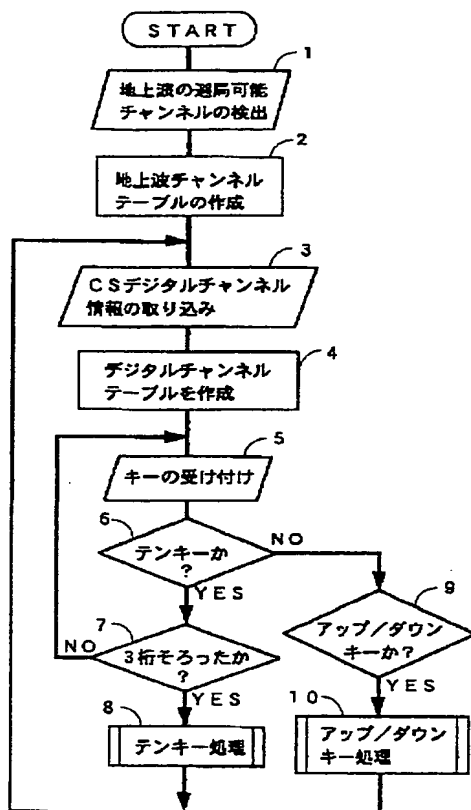 START
1
地上波の選局可能
チャンネルの検出
2
地上波チャンネル
テーブルの作成
3
CSデジタルチャンネル
情報の取り込み
4
デジタルチャンネル
テーブルを作成
5
キーの受け付け
6
テンキーか
?
NO
YES
7
3桁そろったか
?
NO
YES
8
テンキー処理
9
アップ/ダウン
キーか?
YES
10
アップ/ダウン
キー処理